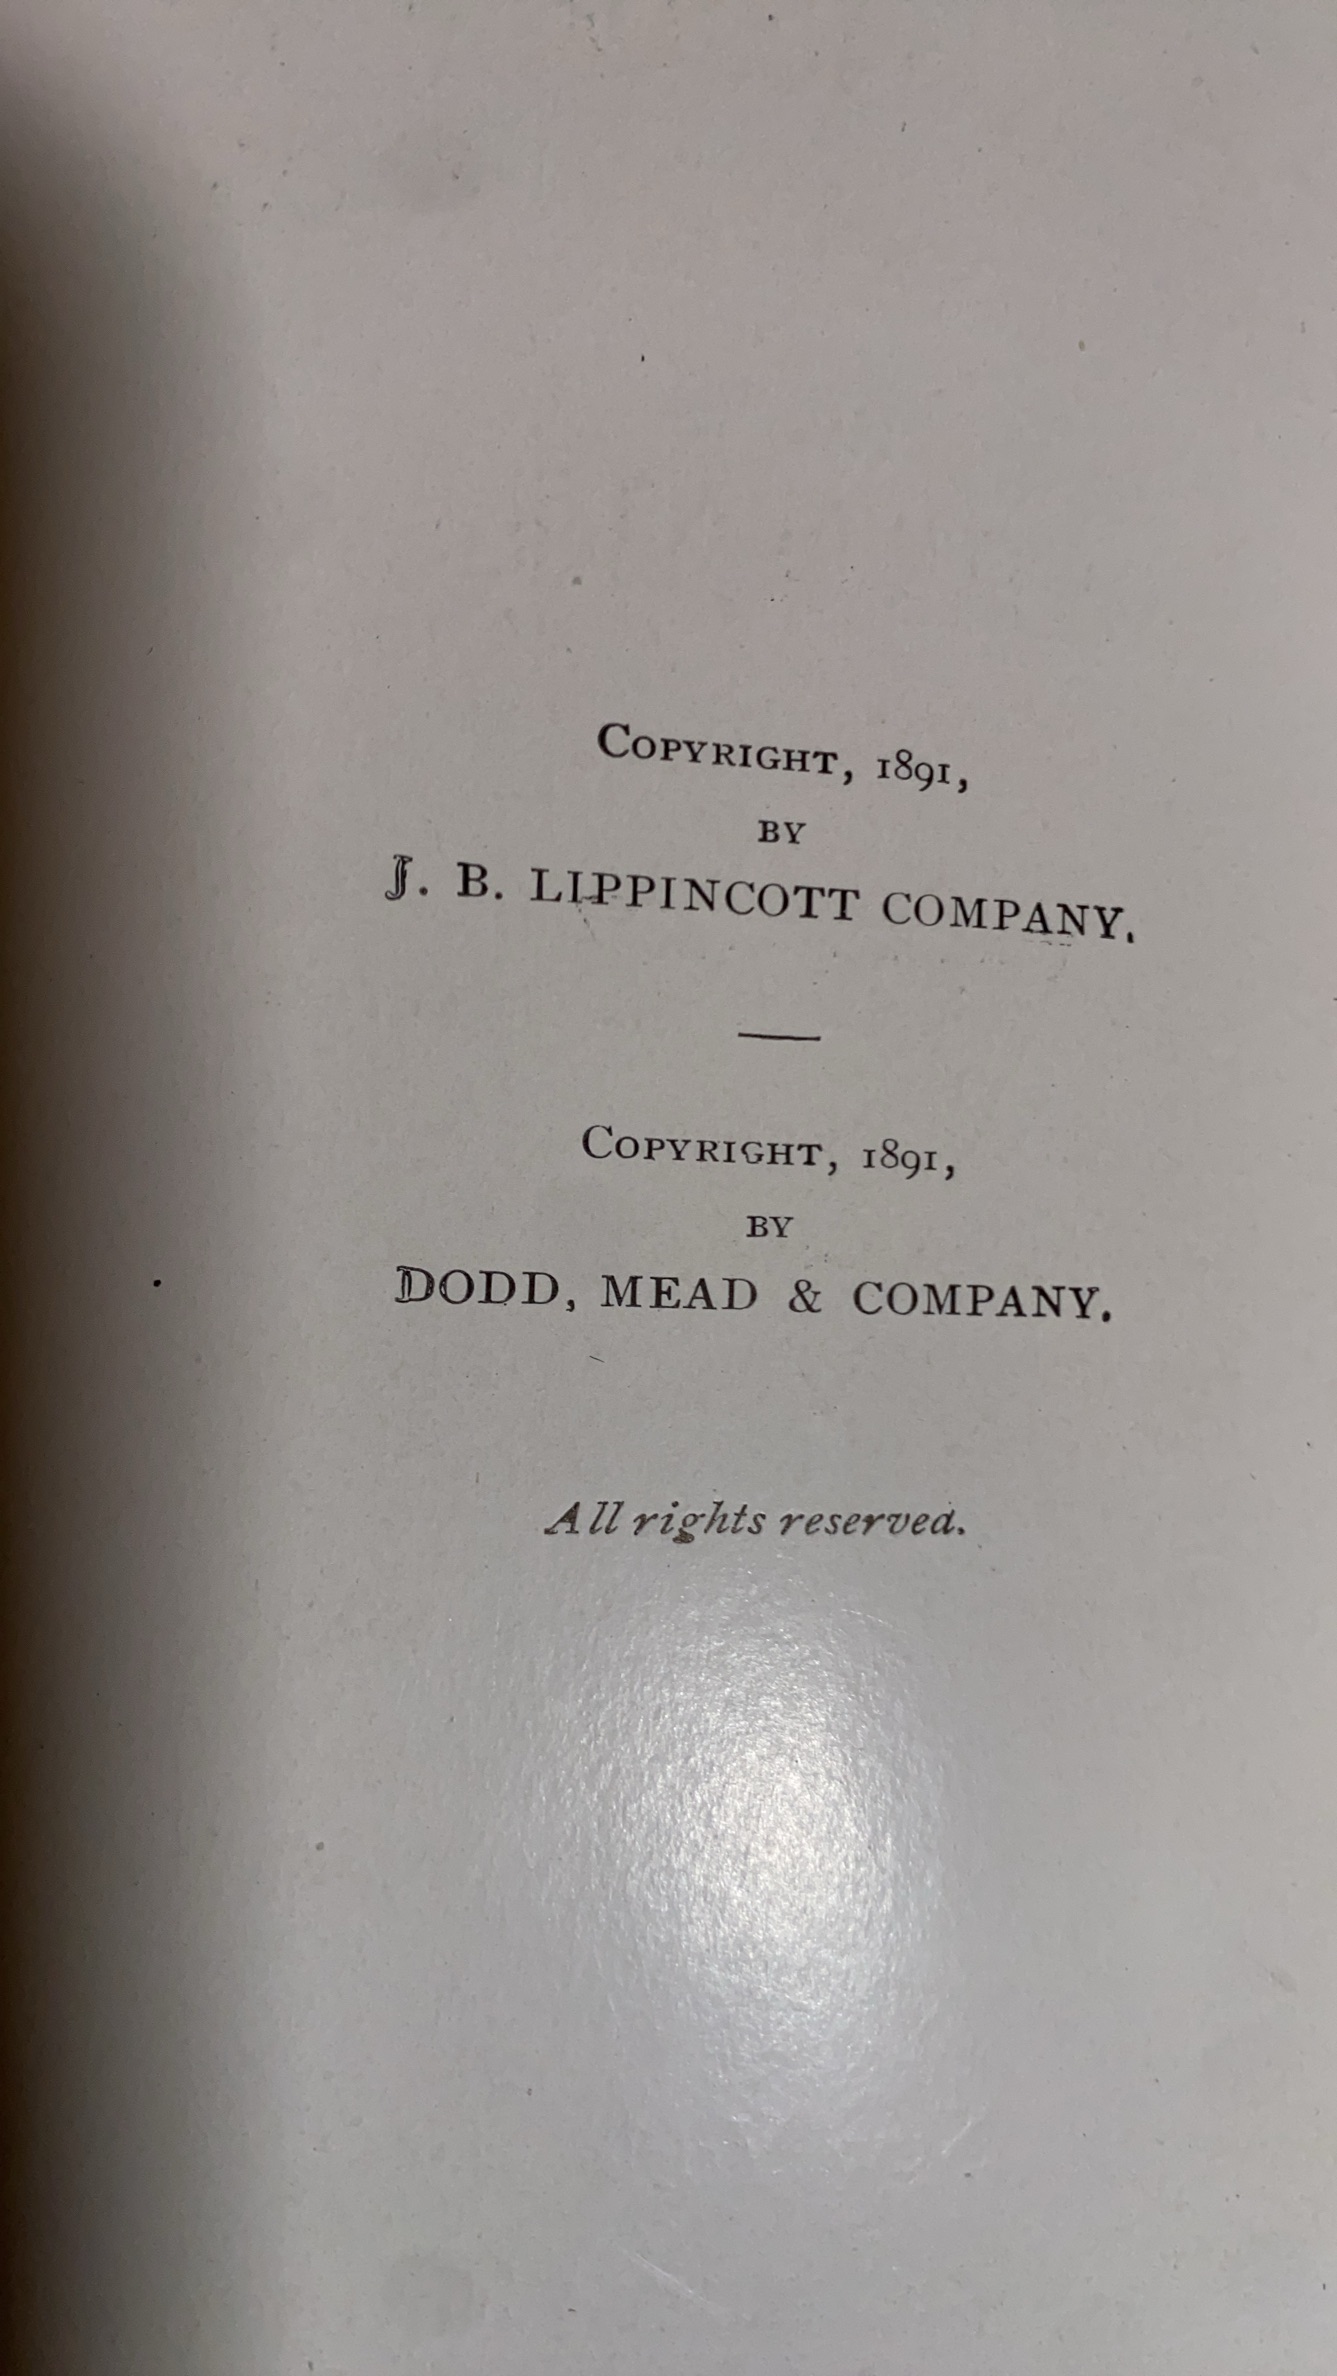 COPYRIGHT, 1891,
BY
J. B. LIPPINCOTT COMPANY.
COPYRIGHT, 1891,
BY
DODD, MEAD & COMPANY.
All rights reserved.